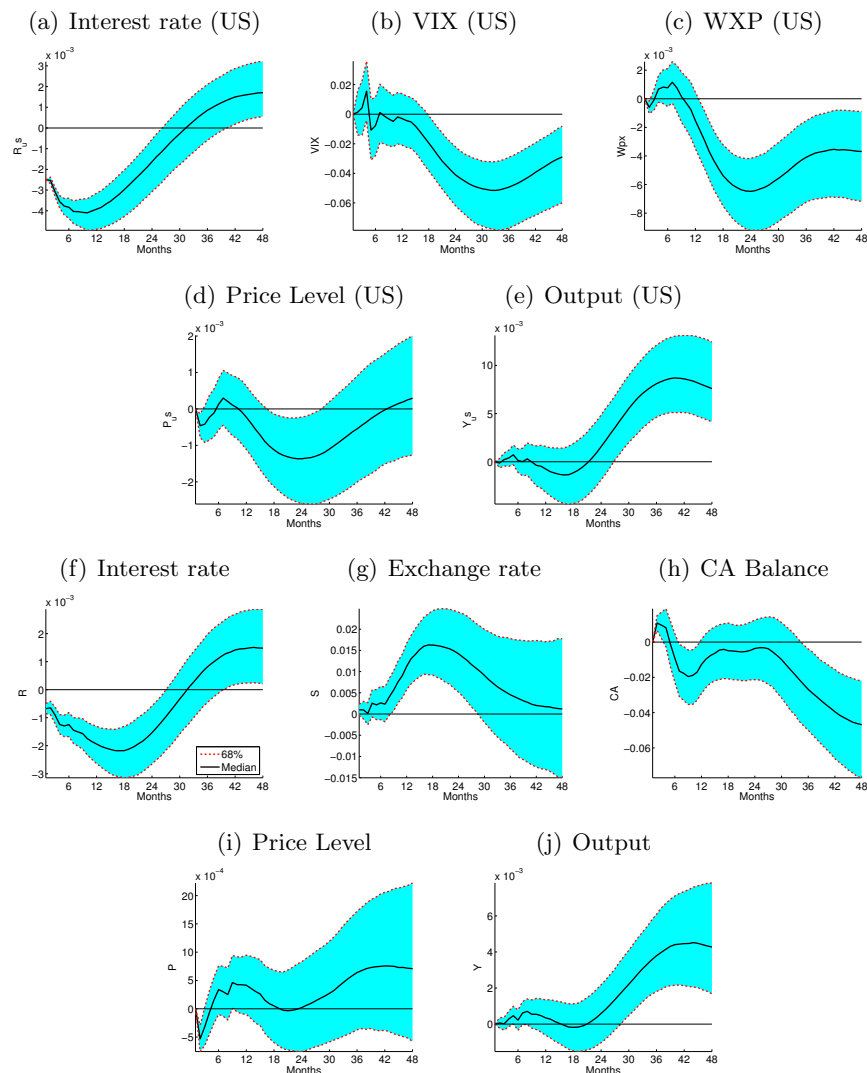 (a) Interest rate (US) (b) VIX (US) (c) WXP (US)
x 10⁻³ x 10⁻³
3
2
1
0
−1
−2
−3
−4
R_us
6 12 18 24 30 36 42 48
Months
0.02
0
−0.02
−0.04
−0.06
VIX
6 12 18 24 30 36 42 48
Months
2
0
−2
−4
−6
−8
Wpx
6 12 18 24 30 36 42 48
Months
(d) Price Level (US) (e) Output (US)
x 10⁻³ x 10⁻³
2
1
0
−1
−2
P_us
6 12 18 24 30 36 42 48
Months
10
5
0
Y_us
6 12 18 24 30 36 42 48
Months
(f) Interest rate (g) Exchange rate (h) CA Balance
x 10⁻³
2
1
0
−1
−2
−3
R
68%
Median
6 12 18 24 30 36 42 48
Months
0.02
0.015
0.01
0.005
0
−0.005
−0.01
−0.015
S
6 12 18 24 30 36 42 48
Months
0
−0.02
−0.04
−0.06
CA
6 12 18 24 30 36 42 48
Months
(i) Price Level (j) Output
x 10⁻⁴ x 10⁻³
20
15
10
5
0
−5
P
6 12 18 24 30 36 42 48
Months
6
4
2
0
Y
6 12 18 24 30 36 42 48
Months